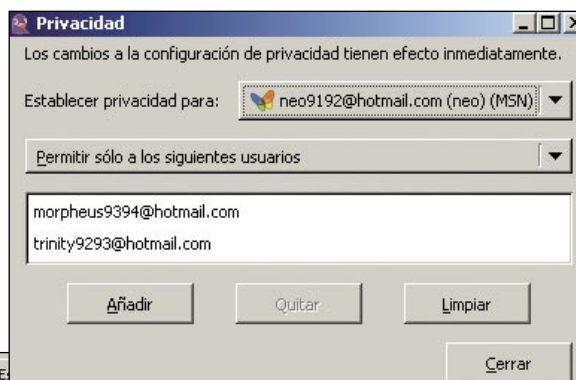 Privacidad
Los cambios a la configuración de privacidad tienen efecto inmediatamente.
Establecer privacidad para: neo9192@hotmail.com (neo) (MSN)
Permitir sólo a los siguientes usuarios
morpheus9394@hotmail.com
trinity9293@hotmail.com
Añadir Quitar Limpiar
Cerrar